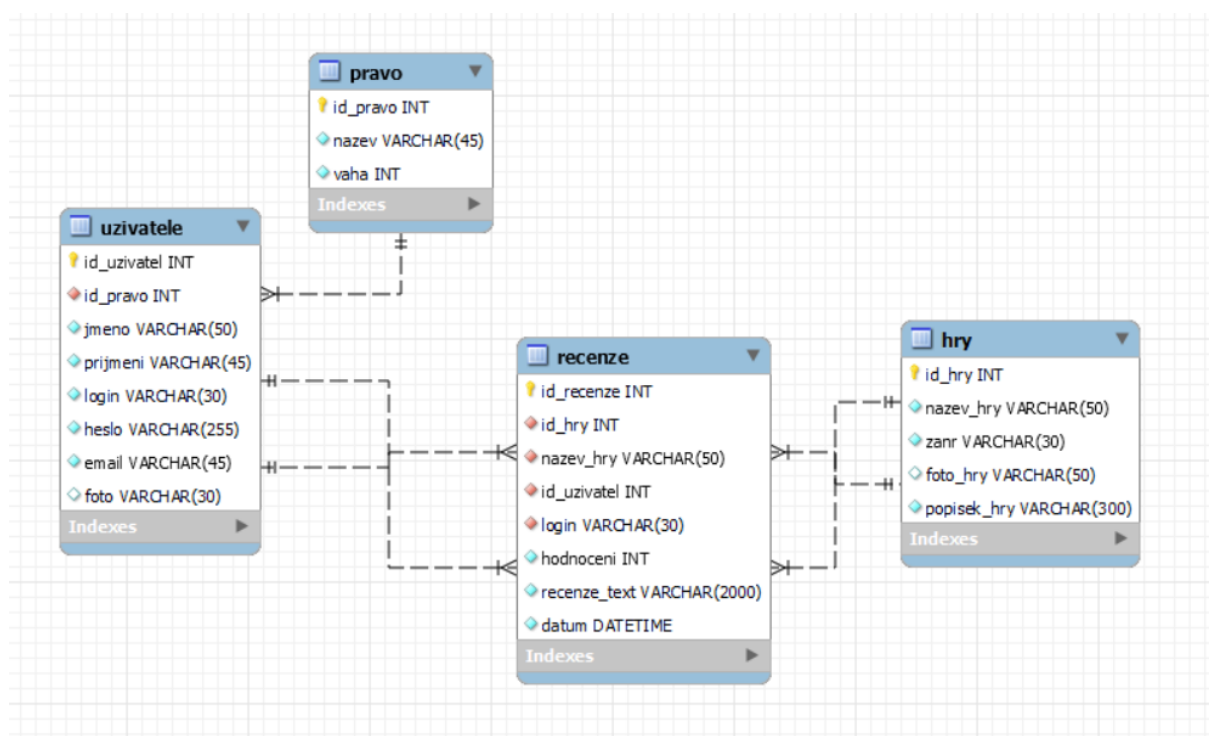 pravo
id_pravo INT
nazev VARCHAR(45)
vaha INT
Indexes
uzivatele
id_uzivatel INT
id_pravo INT
jmeno VARCHAR(50)
prijmeni VARCHAR(45)
login VARCHAR(30)
heslo VARCHAR(255)
email VARCHAR(45)
foto VARCHAR(30)
Indexes
recenze
id_recenze INT
id_hry INT
nazev_hry VARCHAR(50)
id_uzivatel INT
login VARCHAR(30)
hodnoceni INT
recenze_text VARCHAR(2000)
datum DATETIME
Indexes
hry
id_hry INT
nazev_hry VARCHAR(50)
zanr VARCHAR(30)
foto_hry VARCHAR(50)
popisek_hry VARCHAR(300)
Indexes